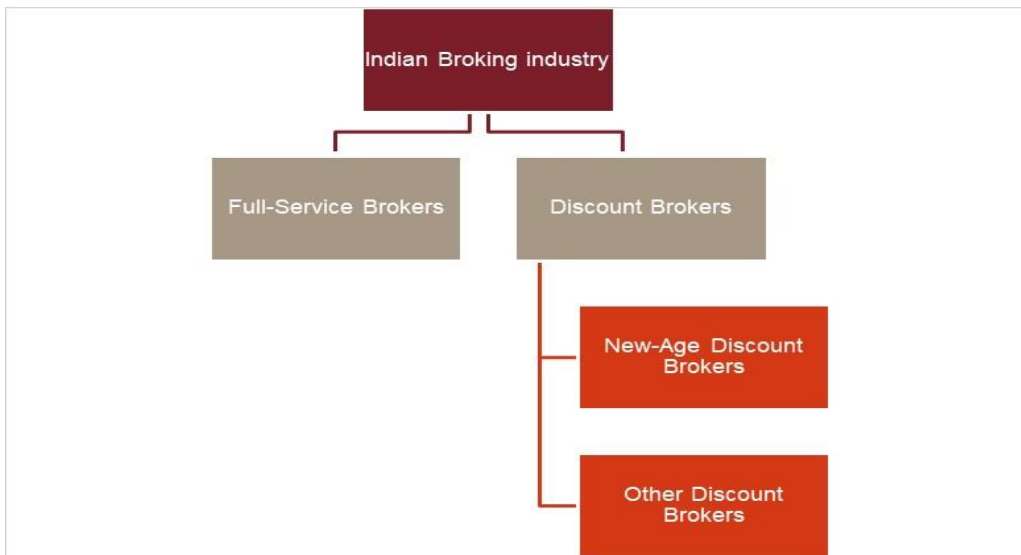 Indian Broking industry
Full-Service Brokers
Discount Brokers
New-Age Discount
Brokers
Other Discount
Brokers